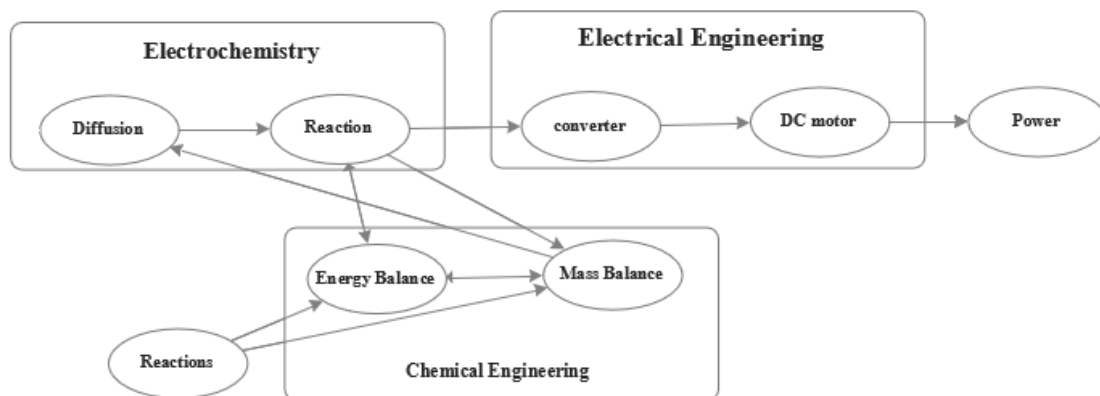 Electrochemistry
Electrical Engineering
Diffusion
Reaction
converter
DC motor
Power
Energy Balance
Mass Balance
Reactions
Chemical Engineering